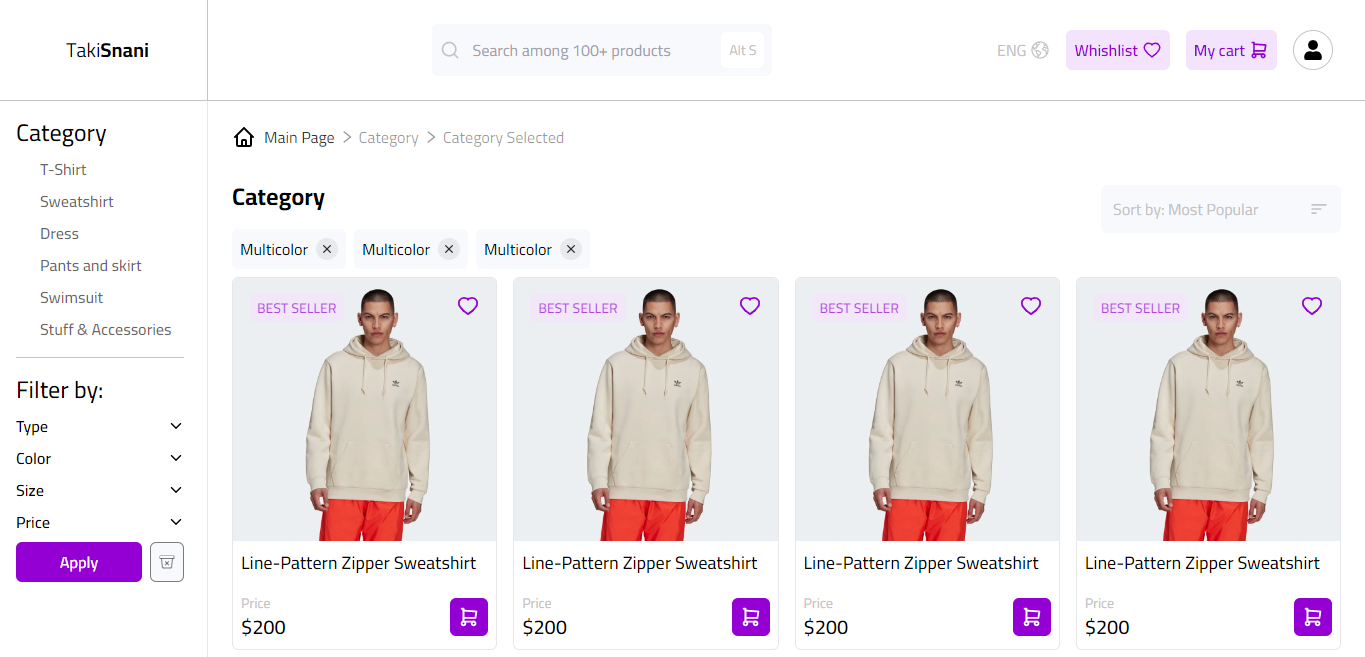 TakiSnani
Search among 100+ products
Alt S
ENG
Whishlist
My cart
Category
T-Shirt
Sweatshirt
Dress
Pants and skirt
Swimsuit
Stuff & Accessories
Filter by:
Type
Color
Size
Price
Apply
Main Page > Category > Category Selected
Category
Sort by: Most Popular
Multicolor
Multicolor
Multicolor
BEST SELLER
Line-Pattern Zipper Sweatshirt
Price
$200
BEST SELLER
Line-Pattern Zipper Sweatshirt
Price
$200
BEST SELLER
Line-Pattern Zipper Sweatshirt
Price
$200
BEST SELLER
Line-Pattern Zipper Sweatshirt
Price
$200